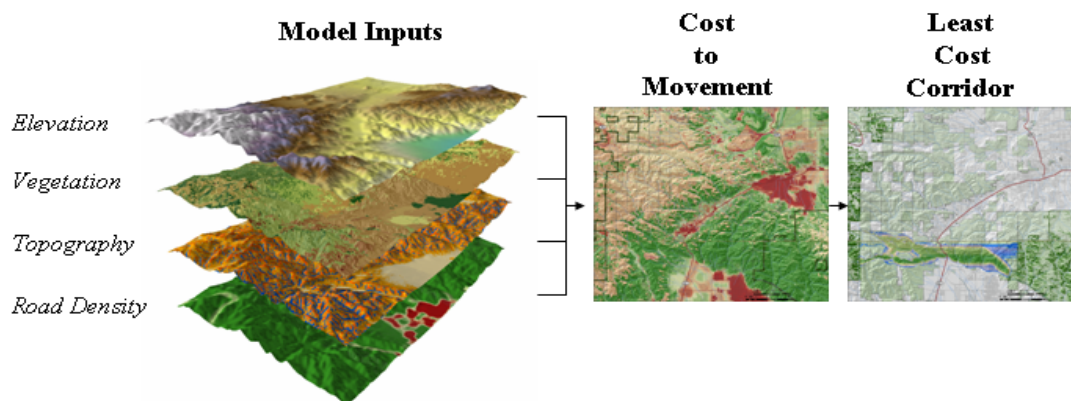 Model Inputs
Cost
to
Movement
Least
Cost
Corridor
Elevation
Vegetation
Topography
Road Density